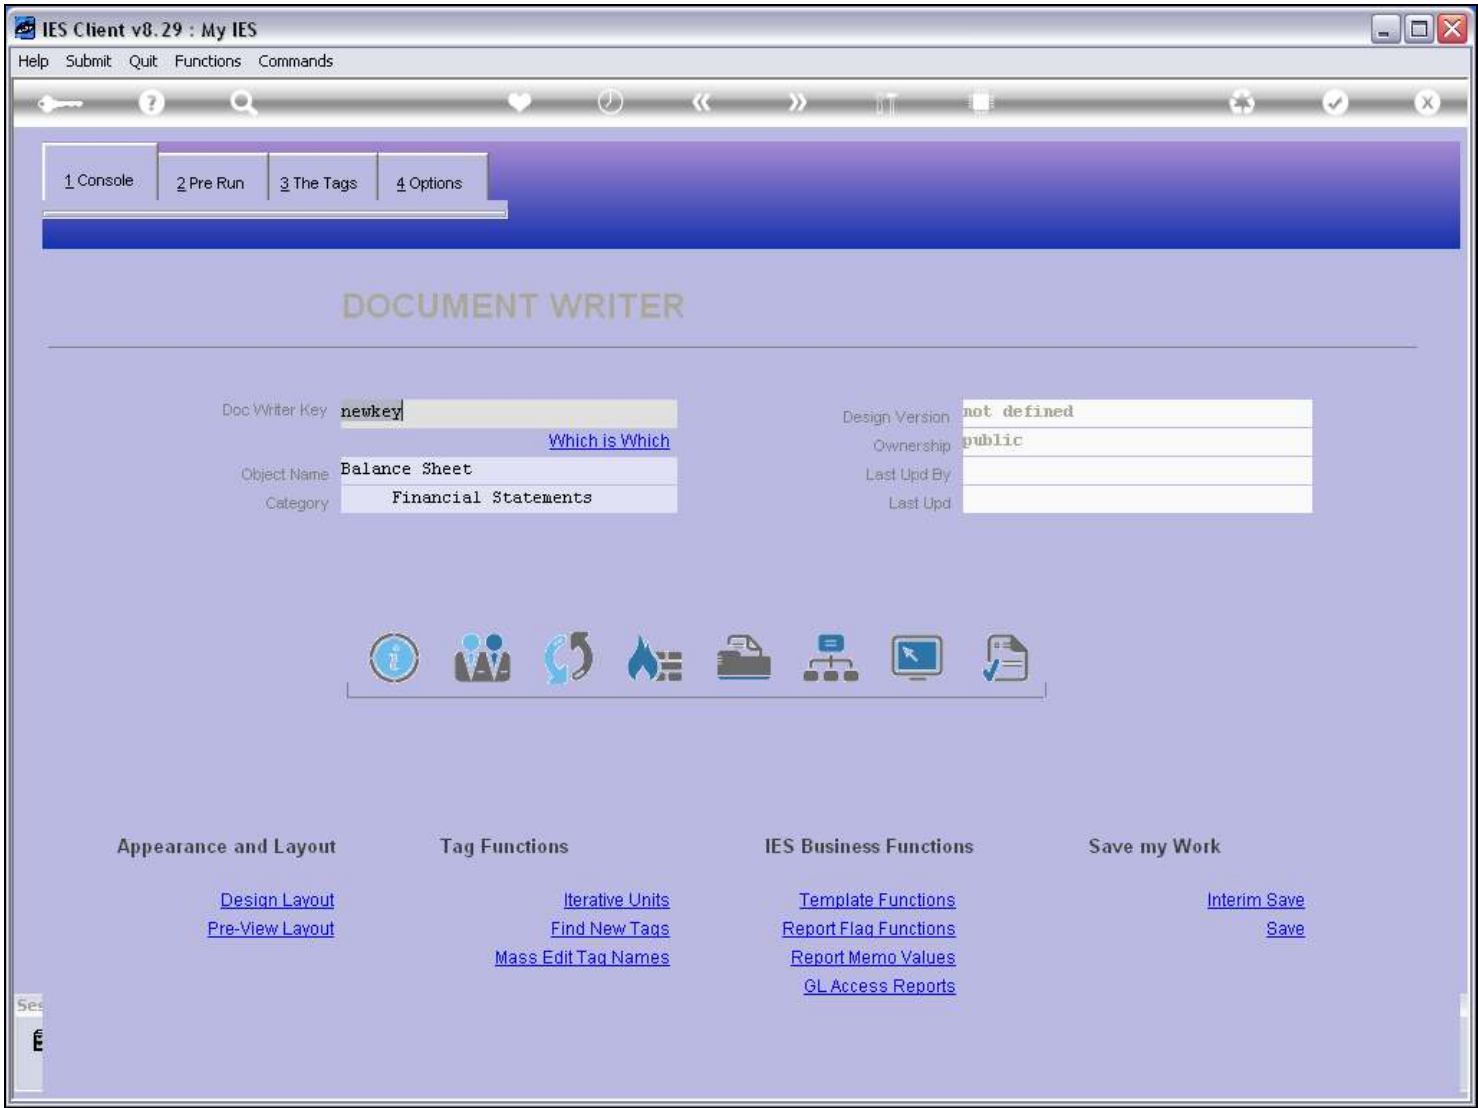 IES Client v8.29 : My IES
Help Submit Quit Functions Commands
1 Console 2 Pre Run 3 The Tags 4 Options
DOCUMENT WRITER
Doc Writer Key newkey
Which is Which
Object Name Balance Sheet
Category Financial Statements
Design Version not defined
Ownership public
Last Upd By
Last Upd
Appearance and Layout
Design Layout
Pre-View Layout
Tag Functions
Iterative Units
Find New Tags
Mass Edit Tag Names
IES Business Functions
Template Functions
Report Flag Functions
Report Memo Values
GL Access Reports
Save my Work
Interim Save
Save